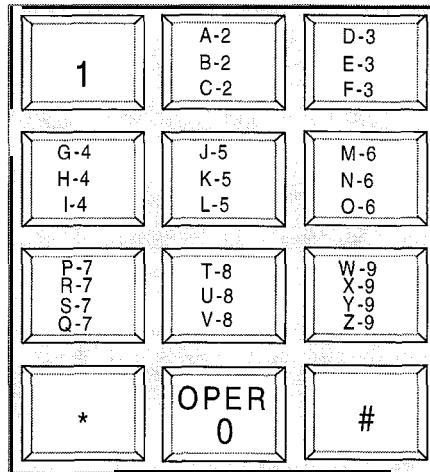 1
A-2
B-2
C-2
D-3
E-3
F-3
G-4
H-4
I-4
J-5
K-5
L-5
M-6
N-6
O-6
P-7
R-7
S-7
Q-7
T-8
U-8
V-8
W-9
X-9
Y-9
Z-9
*
OPER
0
#